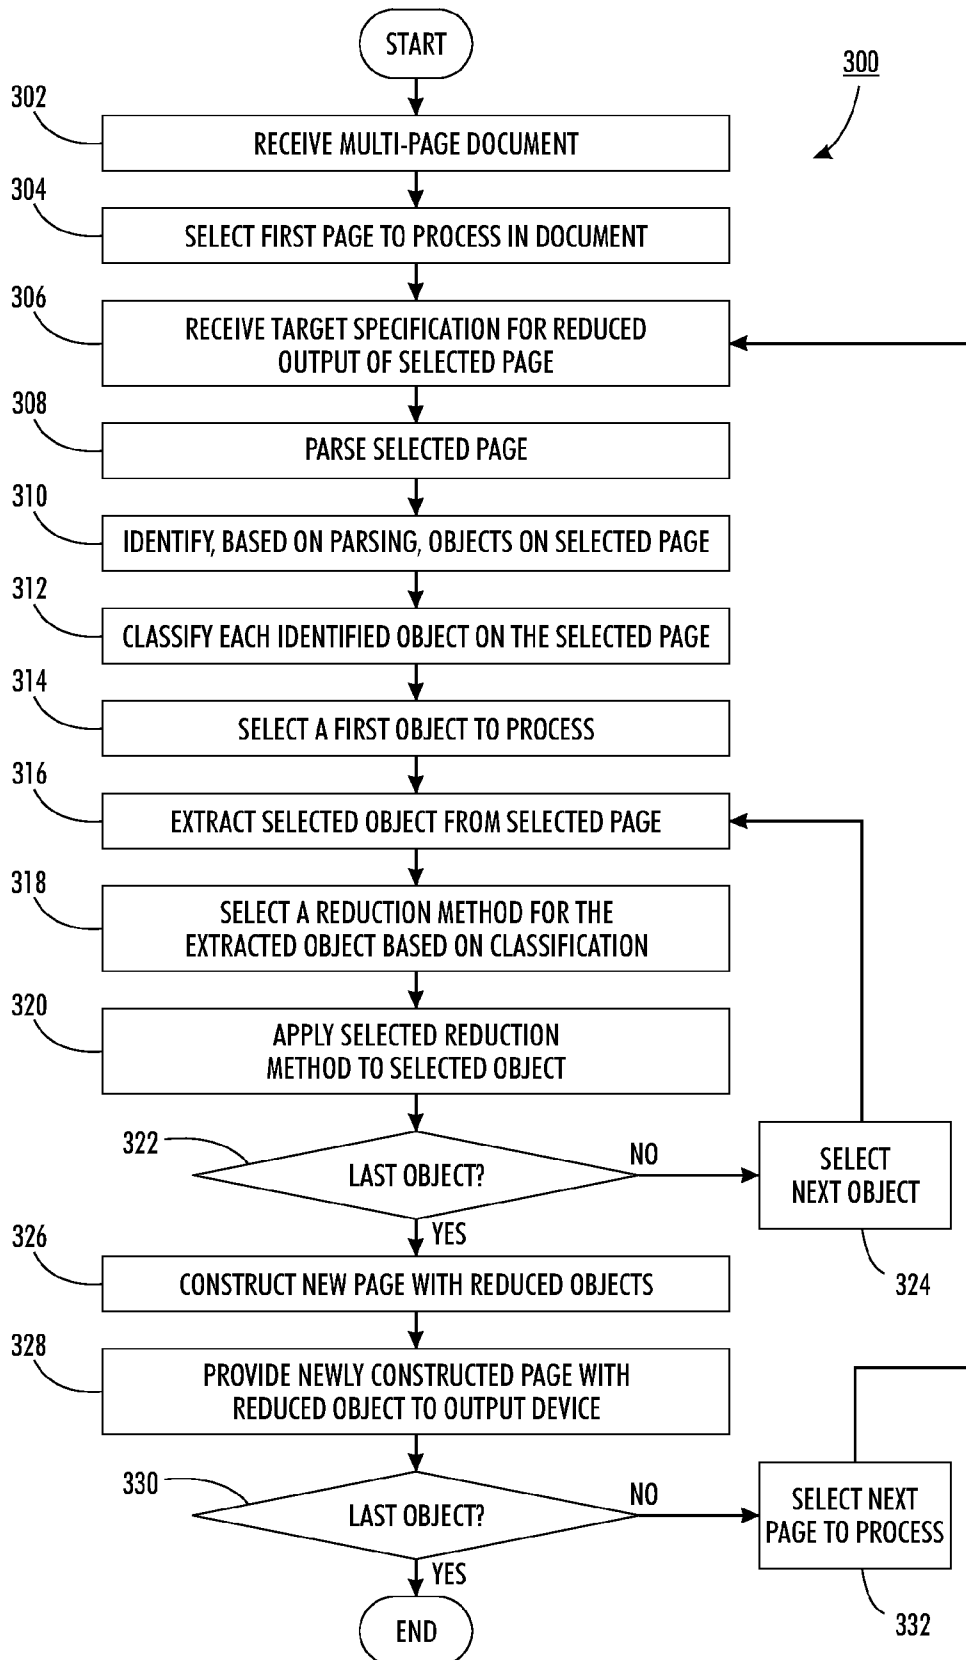 START
300
302
RECEIVE MULTI-PAGE DOCUMENT
304
SELECT FIRST PAGE TO PROCESS IN DOCUMENT
306
RECEIVE TARGET SPECIFICATION FOR REDUCED
OUTPUT OF SELECTED PAGE
308
PARSE SELECTED PAGE
310
IDENTIFY, BASED ON PARSING, OBJECTS ON SELECTED PAGE
312
CLASSIFY EACH IDENTIFIED OBJECT ON THE SELECTED PAGE
314
SELECT A FIRST OBJECT TO PROCESS
316
EXTRACT SELECTED OBJECT FROM SELECTED PAGE
318
SELECT A REDUCTION METHOD FOR THE
EXTRACTED OBJECT BASED ON CLASSIFICATION
320
APPLY SELECTED REDUCTION
METHOD TO SELECTED OBJECT
322
LAST OBJECT?
NO
SELECT
NEXT OBJECT
324
YES
326
CONSTRUCT NEW PAGE WITH REDUCED OBJECTS
328
PROVIDE NEWLY CONSTRUCTED PAGE WITH
REDUCED OBJECT TO OUTPUT DEVICE
330
LAST OBJECT?
NO
SELECT NEXT
PAGE TO PROCESS
332
YES
END